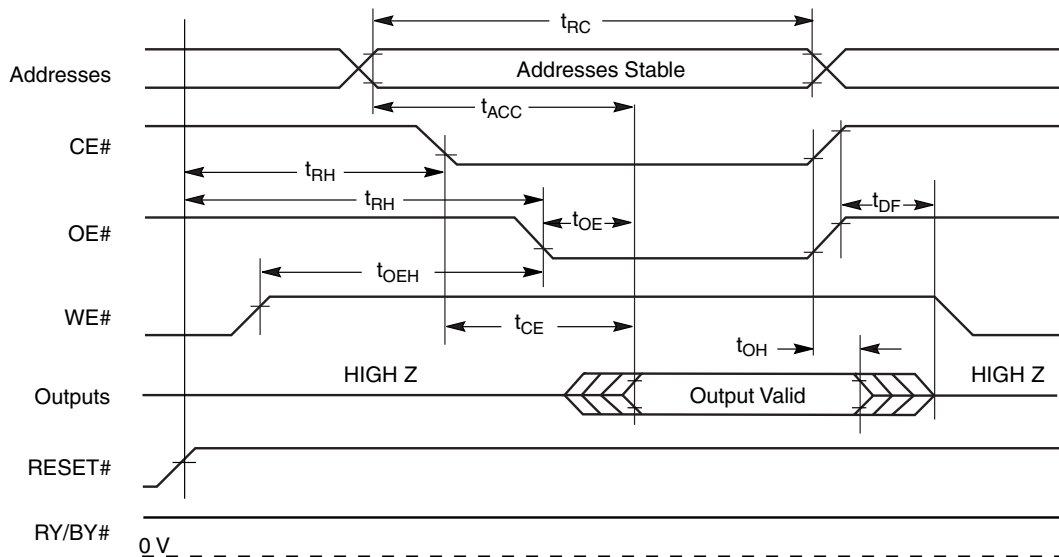 tRC
Addresses
Addresses Stable
tACC
CE#
tRH
tRH
tDF
tOE
OE#
tOEH
WE#
tCE
tOH
HIGH Z
HIGH Z
Outputs
Output Valid
RESET#
RY/BY#
0 V